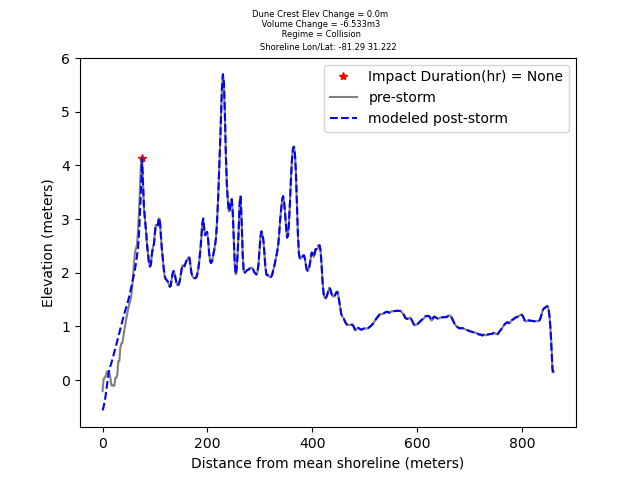 Dune Crest Elev Change = 0.0m
Volume Change = -6.533m3
Regime = Collision
Shoreline Lon/Lat: -81.29 31.222
Impact Duration(hr) = None
pre-storm
modeled post-storm
Elevation (meters)
6
5
4
3
2
1
0
0 200 400 600 800
Distance from mean shoreline (meters)